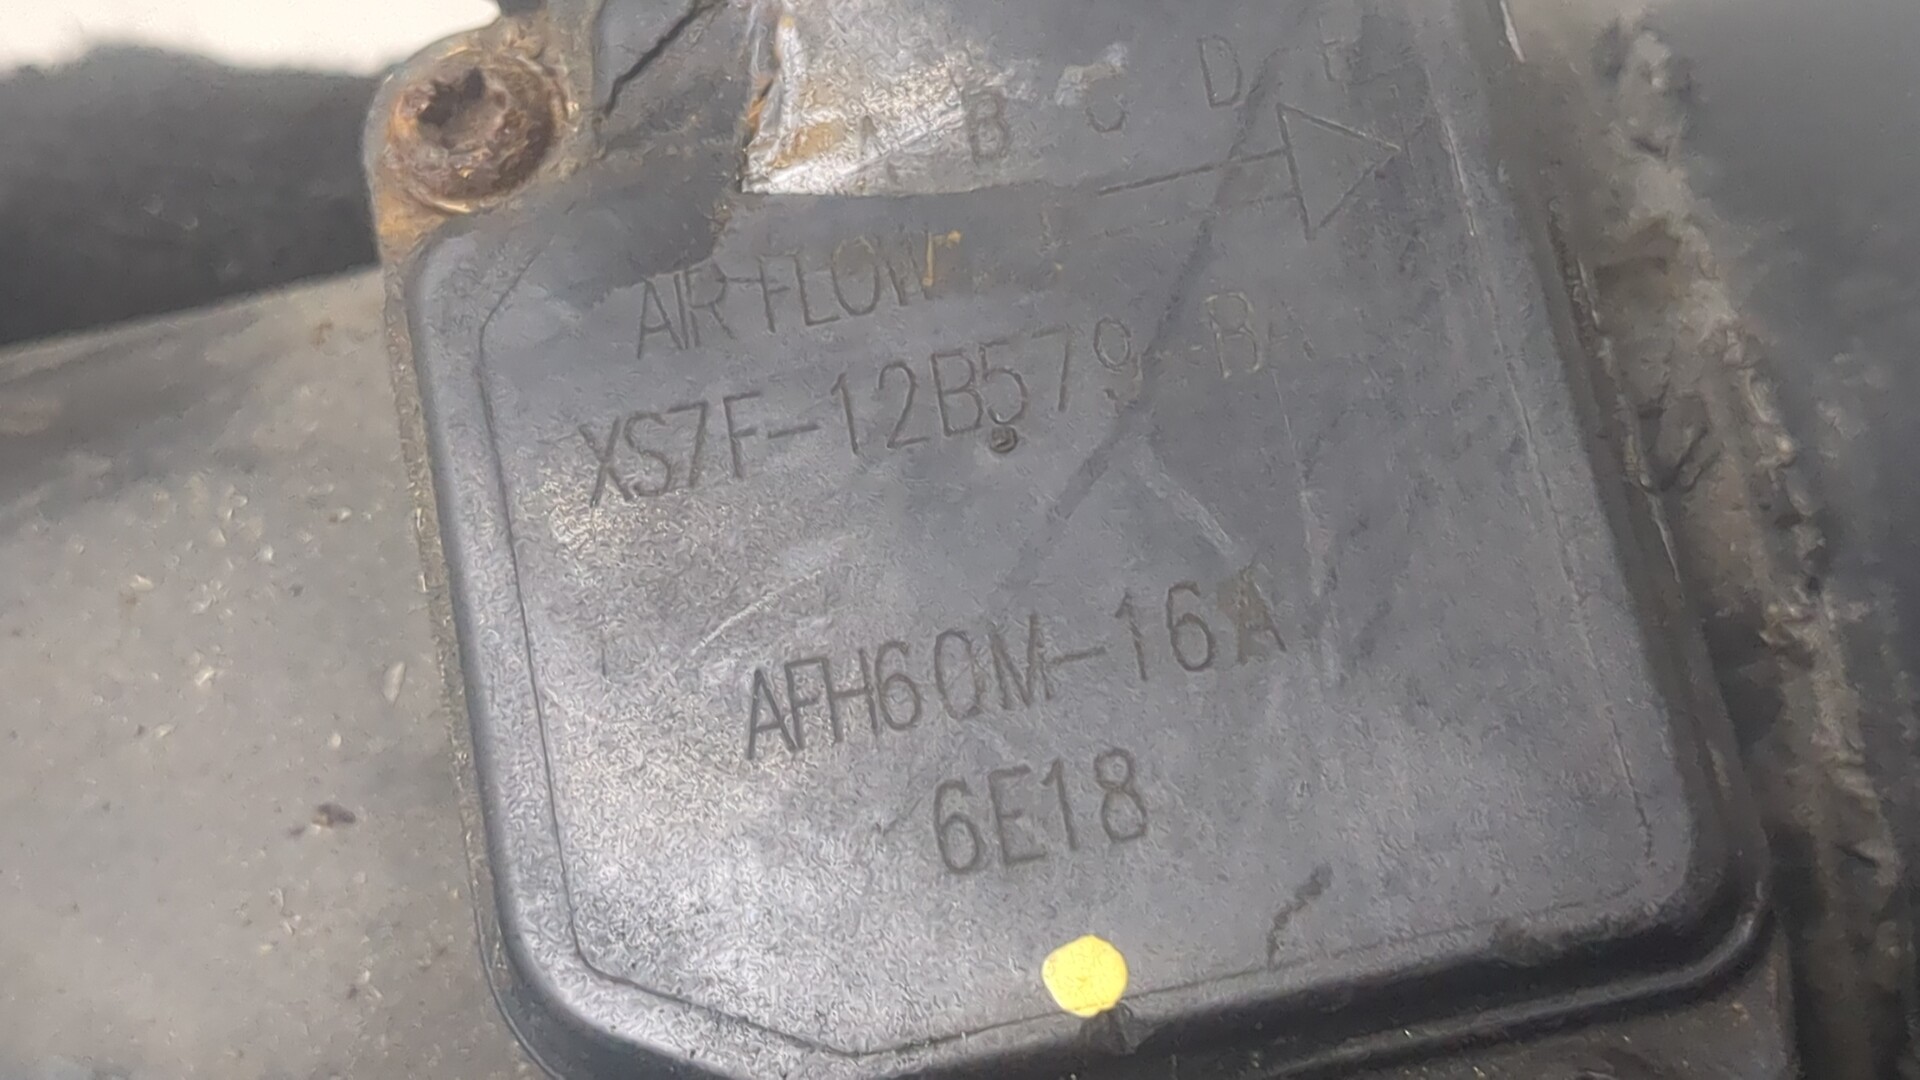 A B C D E
AIR FLOW
XS7F-12B579-BA
AFH60M-16A
6E18